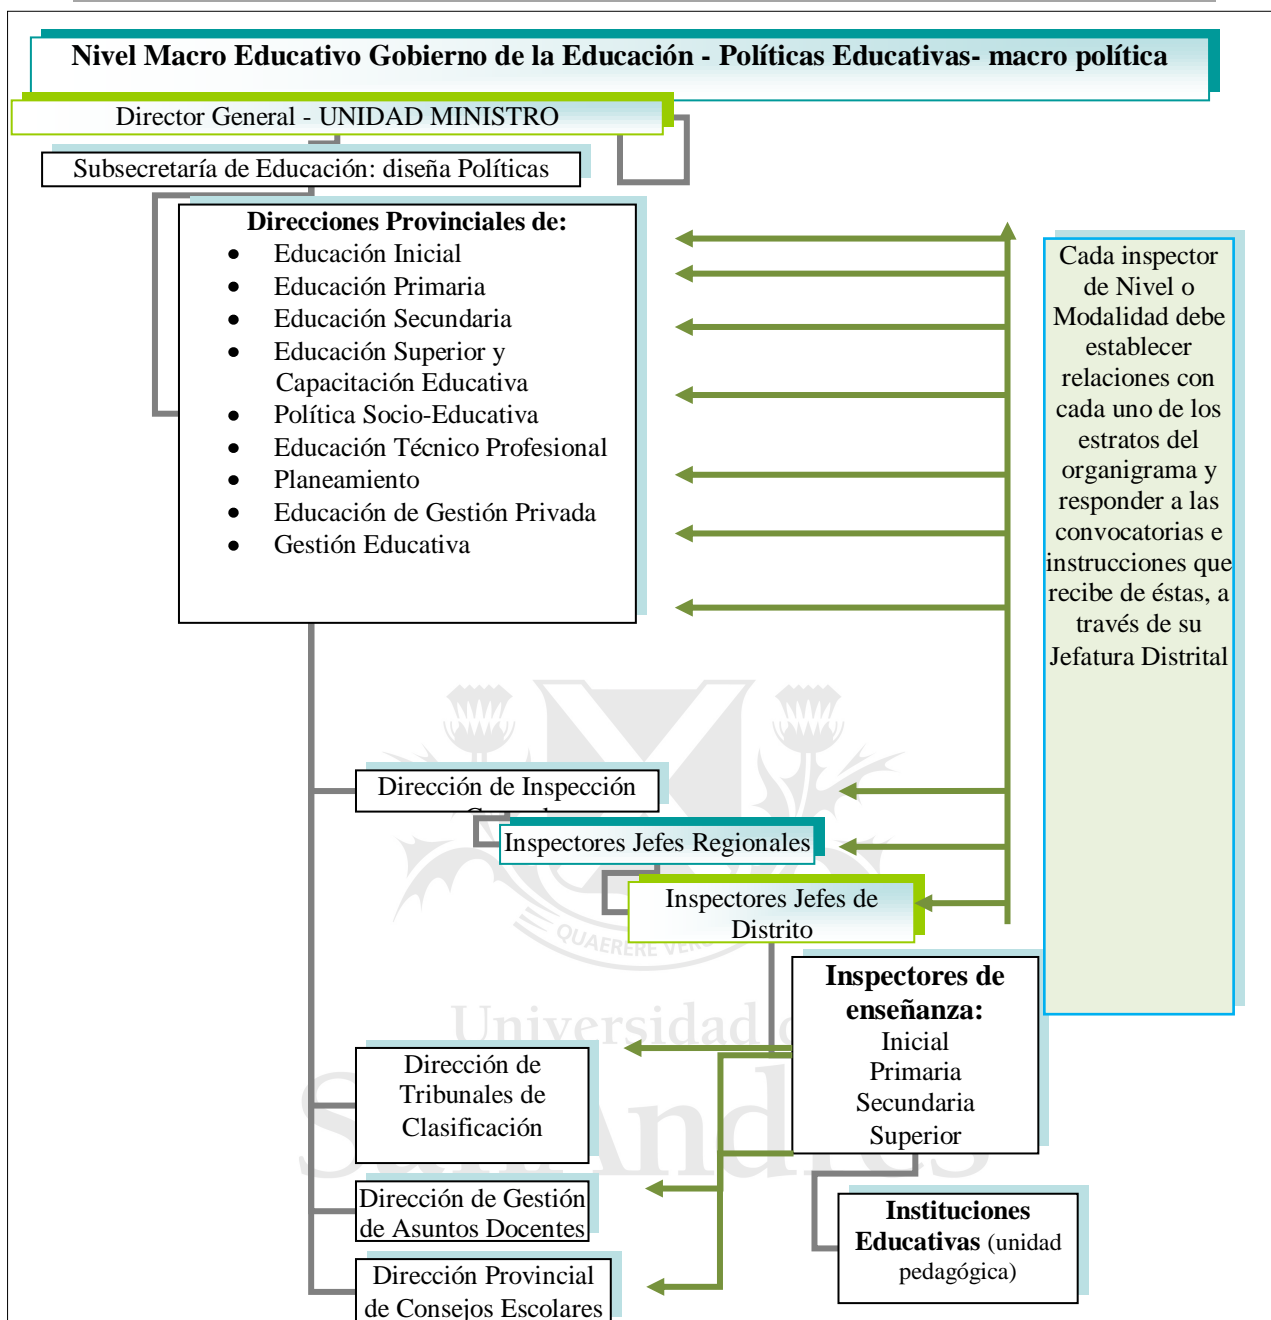 Nivel Macro Educativo Gobierno de la Educación - Políticas Educativas- macro política
Director General - UNIDAD MINISTRO
Subsecretaría de Educación: diseña Políticas
Direcciones Provinciales de:
• Educación Inicial
• Educación Primaria
• Educación Secundaria
• Educación Superior y
Capacitación Educativa
• Política Socio-Educativa
• Educación Técnico Profesional
• Planeamiento
• Educación de Gestión Privada
• Gestión Educativa
Cada inspector
de Nivel o
Modalidad debe
establecer
relaciones con
cada uno de los
estratos del
organigrama y
responder a las
convocatorias e
instrucciones que
recibe de éstas, a
través de su
Jefatura Distrital
Dirección de Inspección
Inspectores Jefes Regionales
Inspectores Jefes de
Distrito
QUAERERE
Inspectores de
enseñanza:
Inicial
Primaria
Secundaria
Superior
Universidad
Dirección de
Tribunales de
Clasificación
Dirección de Gestión
de Asuntos Docentes
Instituciones
Educativas (unidad
pedagógica)
Dirección Provincial
de Consejos Escolares